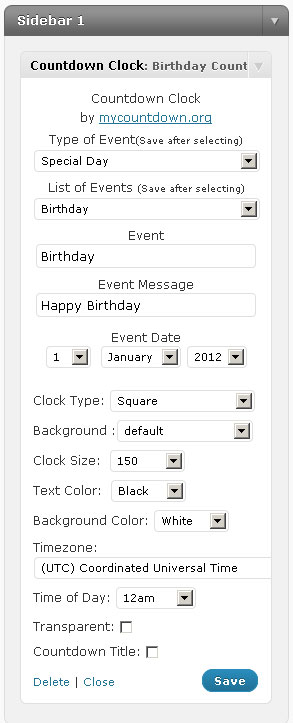 Sidebar 1
Countdown Clock: Birthday Count
Countdown Clock
by mycountdown.org
Type of Event(Save after selecting)
Special Day
List of Events (Save after selecting)
Birthday
Event
Birthday
Event Message
Happy Birthday
Event Date
1 January 2012
Clock Type: Square
Background : default
Clock Size: 150
Text Color: Black
Background Color: White
Timezone:
(UTC) Coordinated Universal Time
Time of Day: 12am
Transparent:
Countdown Title:
Delete | Close Save